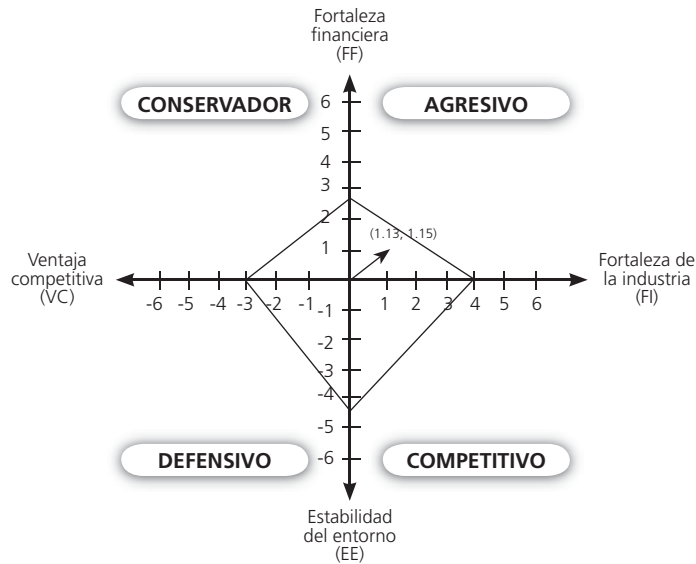 Fortaleza
financiera
(FF)
CONSERVADOR
AGRESIVO
6
5
4
3
2
1
(1.13, 1.15)
Ventaja
competitiva
(VC)
Fortaleza de
la industria
(FI)
-6 -5 -4 -3 -2 -1 1 2 3 4 5 6
-1
-2
-3
-4
-5
-6
DEFENSIVO
COMPETITIVO
Estabilidad
del entorno
(EE)